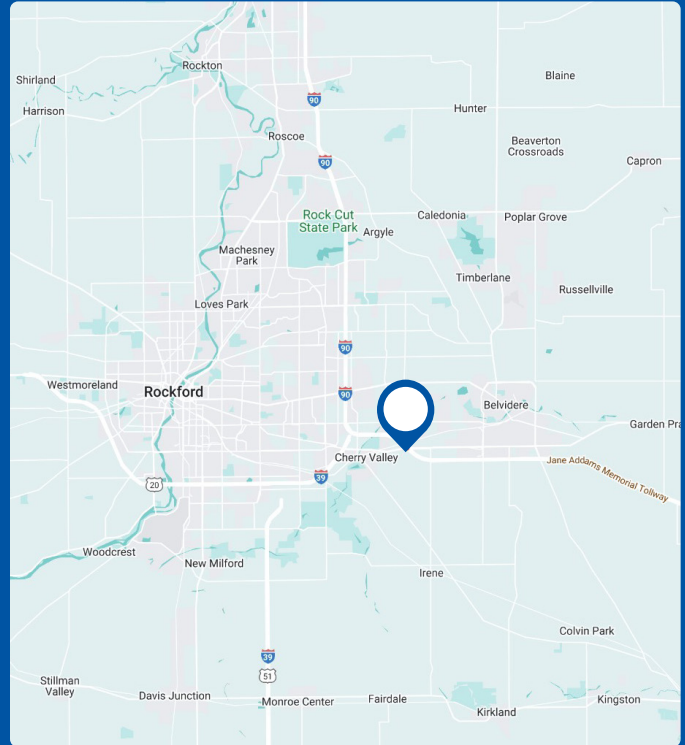 Shirland
Rockton
Blaine
Harrison
90
Hunter
Roscoe
Beaverton
Crossroads
90
Capron
Rock Cut
State Park
Caledonia
Poplar Grove
Argyle
Machesney
Park
Timberlane
Russellville
Loves Park
90
Westmoreland
Rockford
90
Belvidere
Garden Pra
Cherry Valley
Jane Addams Memorial Tollway
39
20
Woodcrest
New Milford
Irene
Colvin Park
39
51
Stillman
Valley
Davis Junction
Monroe Center
Fairdale
Kirkland
Kingston